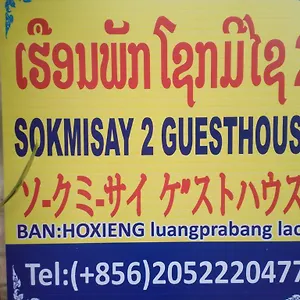 ເຮືອນພັກ ໂຊກມີໄຊ 2
SOKMISAY 2 GUESTHOUS
ソ-クミ-サイ ゲストハウス
BAN:HOXIENG luangprabang lao
Tel:(+856)2052220477